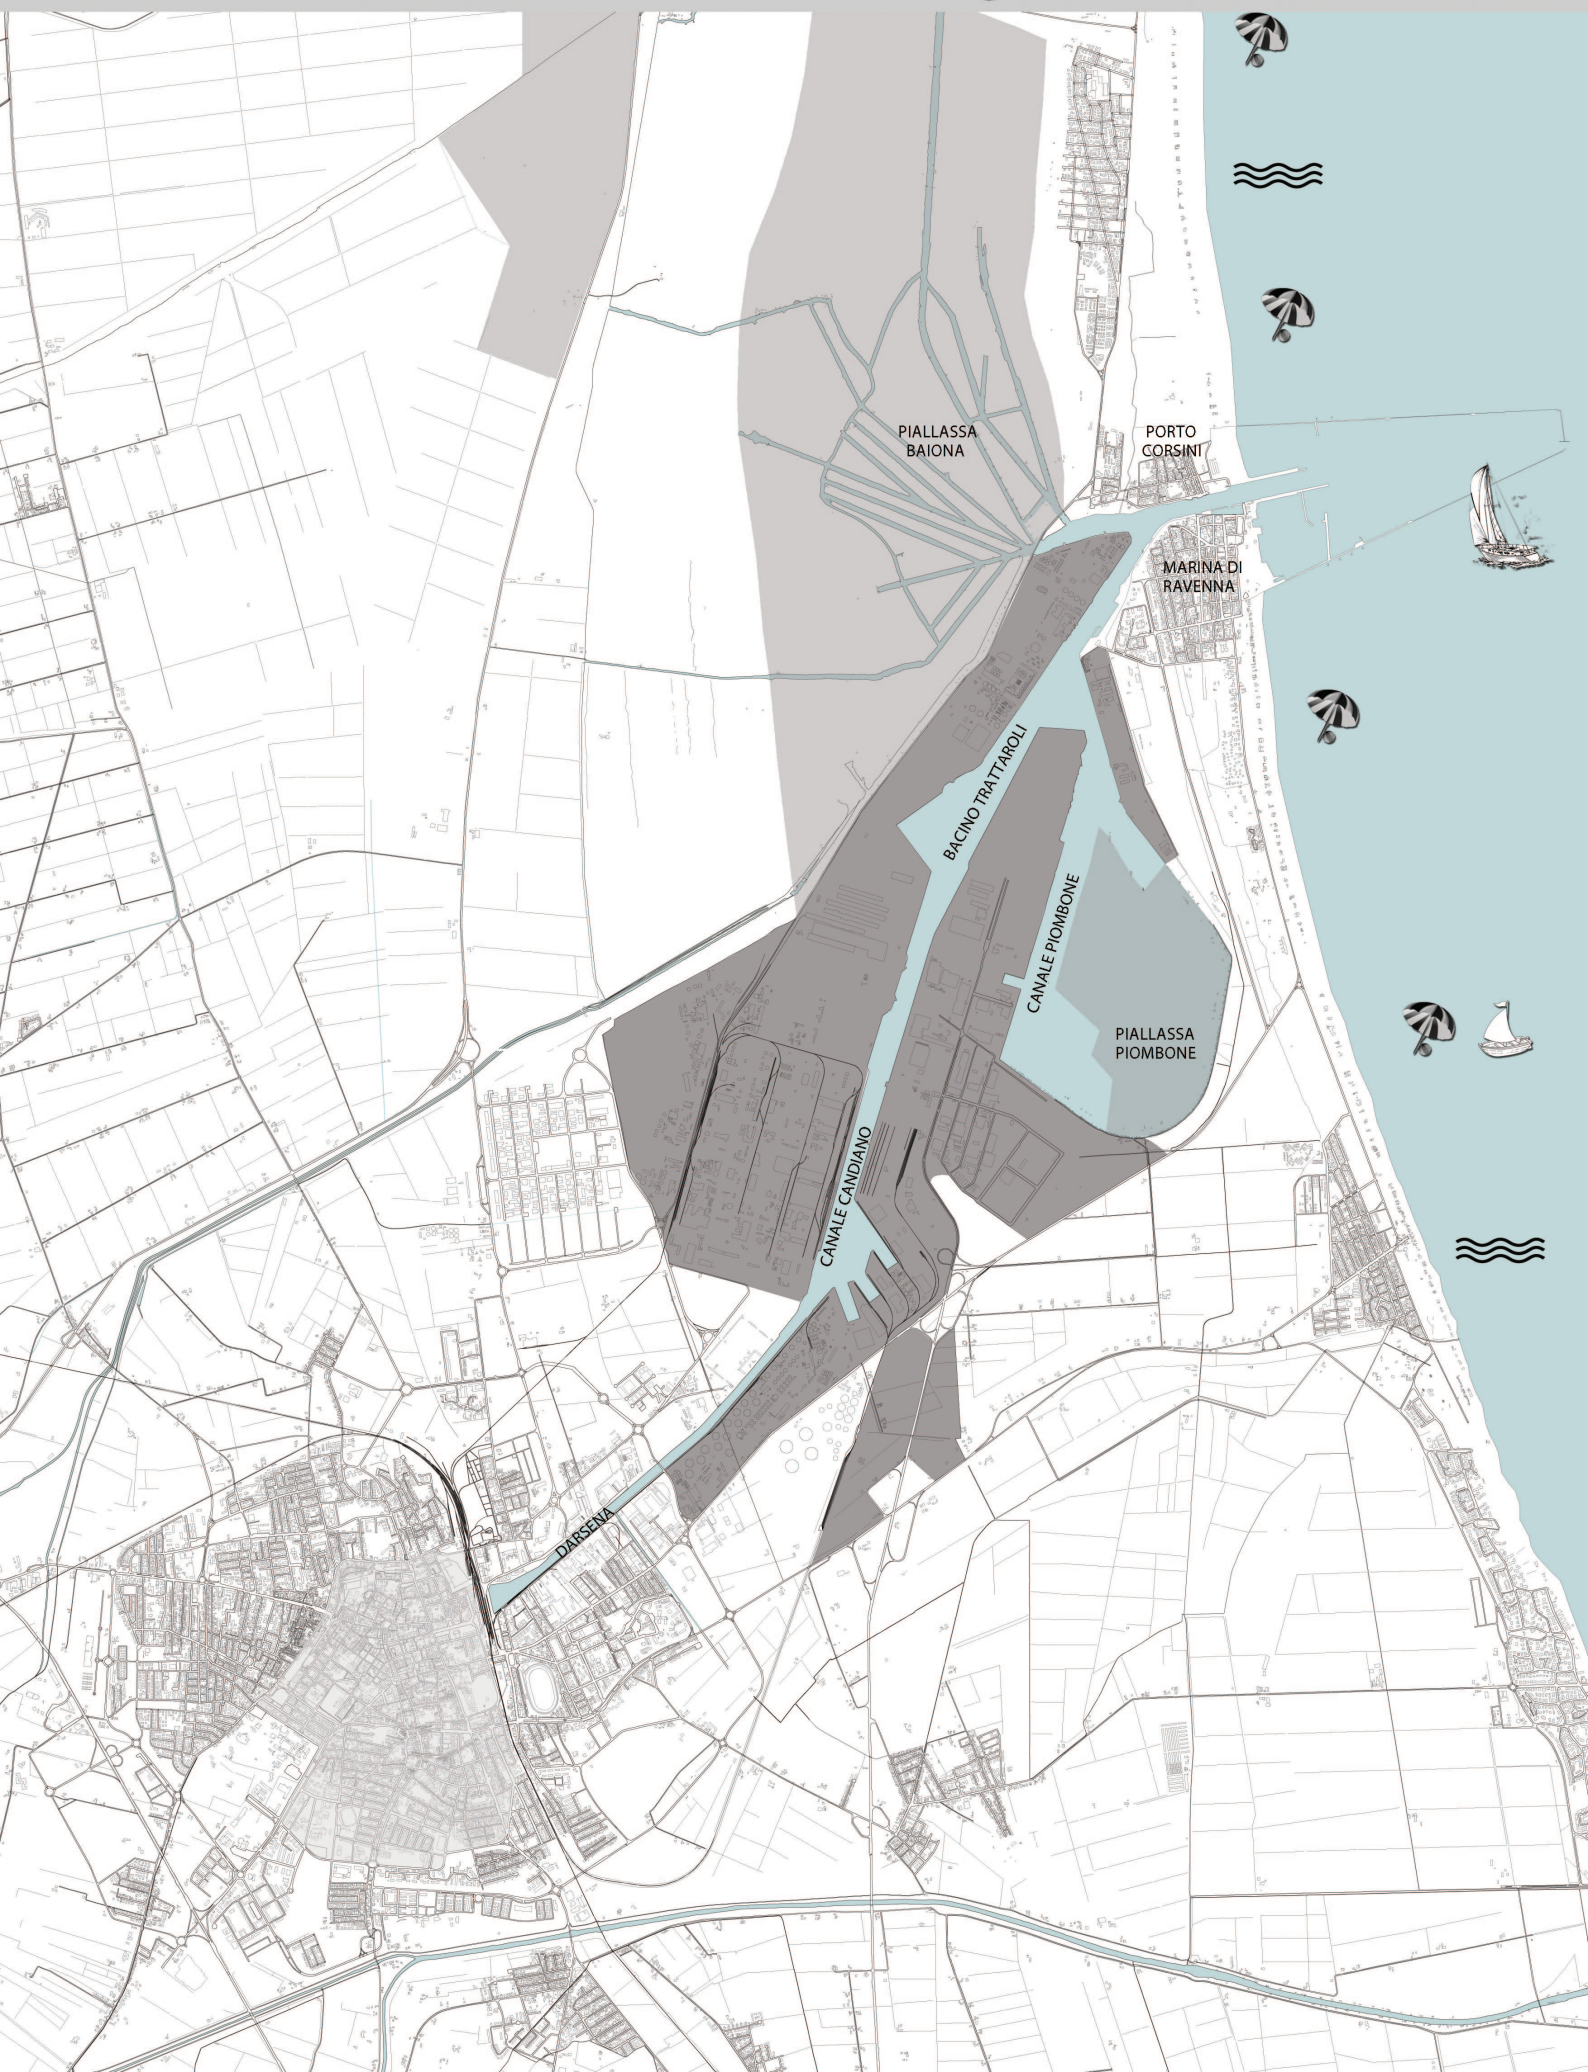 PIALLASSA
BAIONA
PORTO
CORSINI
MARINA DI
RAVENNA
BACINO TRATTAROLI
CANALE PIOMBONE
PIALLASSA
PIOMBONE
CANALE CANDIANO
DARSENA